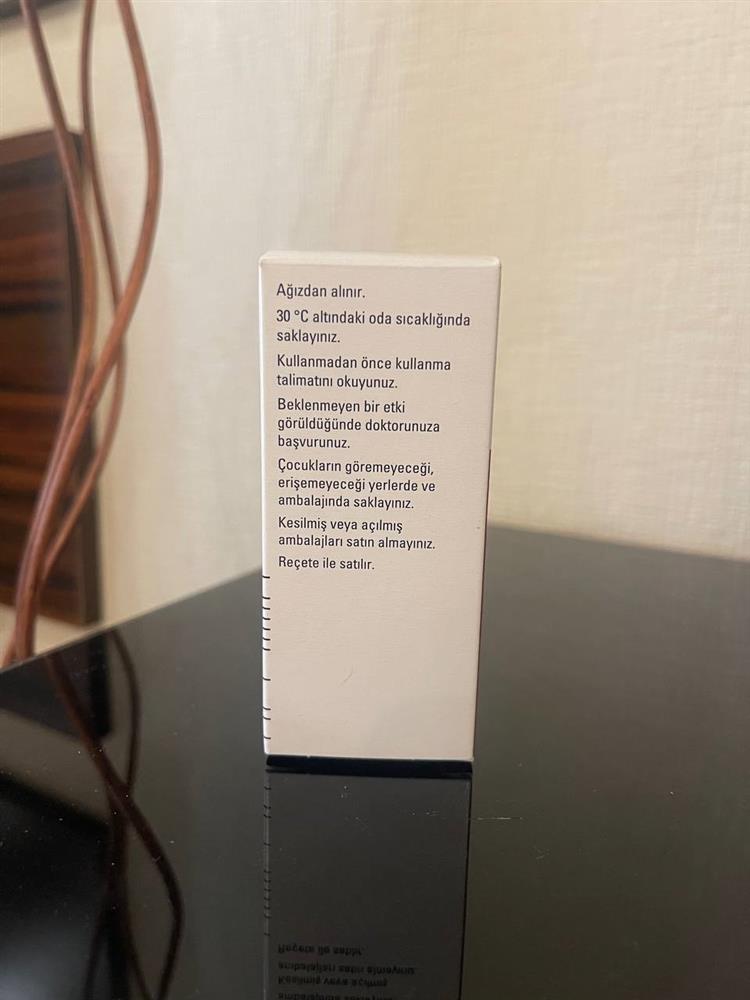 Ağızdan alınır.
30 °C altındaki oda sıcaklığında
saklayınız.
Kullanmadan önce kullanma
talimatını okuyunuz.
Beklenmeyen bir etki
görüldüğünde doktorunuza
başvurunuz.
Çocukların göremeyeceği,
erişemeyeceği yerlerde ve
ambalajında saklayınız.
Kesilmiş veya açılmış
ambalajları satın almayınız.
Reçete ile satılır.